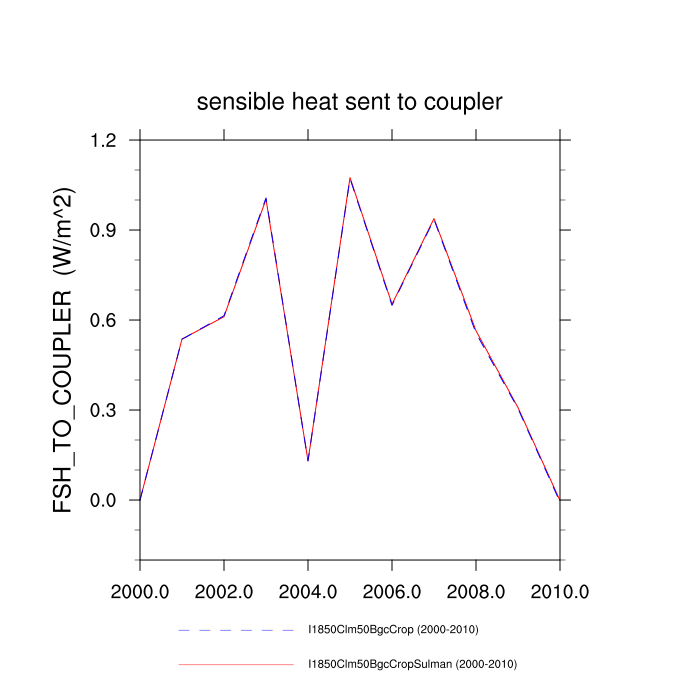 sensible heat sent to coupler
1.2
0.9
0.6
0.3
0.0
FSH_TO_COUPLER (W/m^2)
2000.0 2002.0 2004.0 2006.0 2008.0 2010.0
I1850Clm50BgcCrop (2000-2010)
I1850Clm50BgcCropSulman (2000-2010)